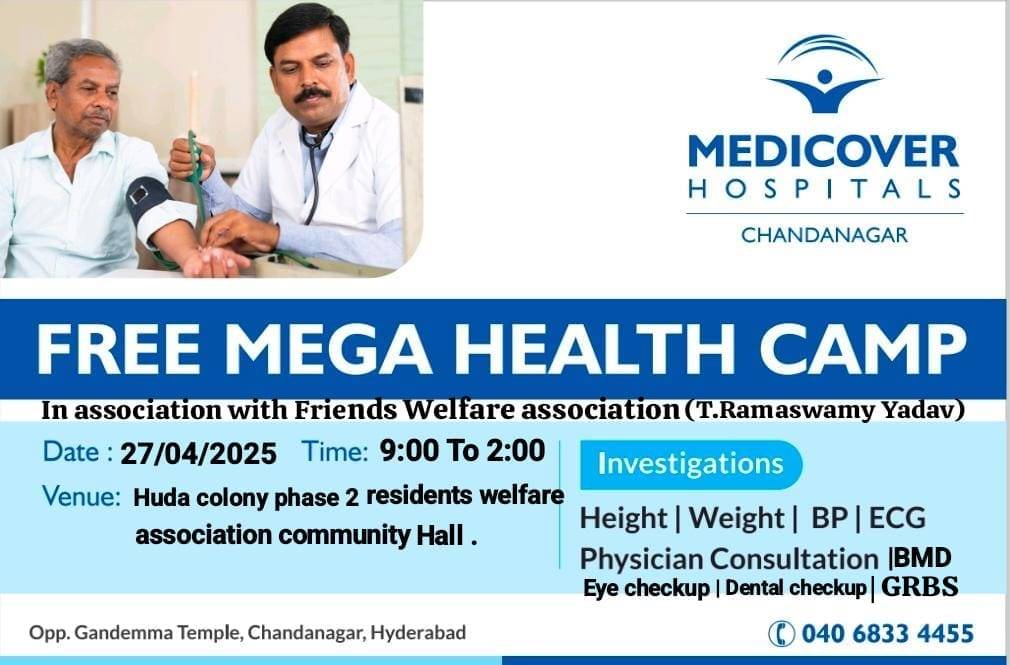 MEDICOVER
HOSPITALS
CHANDANAGAR
FREE MEGA HEALTH CAMP
In association with Friends Welfare association (T.Ramaswamy Yadav)
Date : 27/04/2025 Time: 9:00 To 2:00
Venue: Huda colony phase 2 residents welfare
association community Hall .
Investigations
Height | Weight | BP | ECG
Physician Consultation |BMD
Eye checkup | Dental checkup | GRBS
Opp. Gandemma Temple, Chandanagar, Hyderabad
040 6833 4455